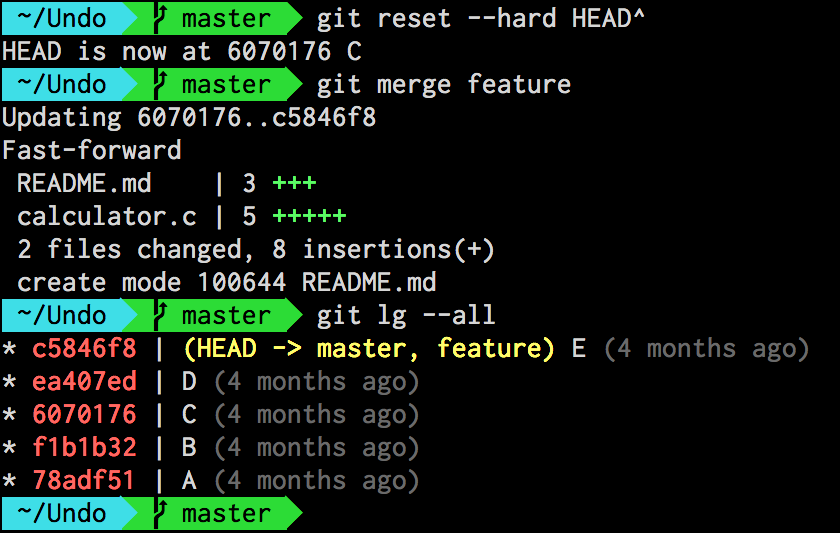 ~/Undo master git reset --hard HEAD^
HEAD is now at 6070176 C
~/Undo master git merge feature
Updating 6070176..c5846f8
Fast-forward
README.md | 3 +++
calculator.c | 5 +++++
2 files changed, 8 insertions(+)
create mode 100644 README.md
~/Undo master git lg --all
* c5846f8 | (HEAD -> master, feature) E (4 months ago)
* ea407ed | D (4 months ago)
* 6070176 | C (4 months ago)
* f1b1b32 | B (4 months ago)
* 78adf51 | A (4 months ago)
~/Undo master